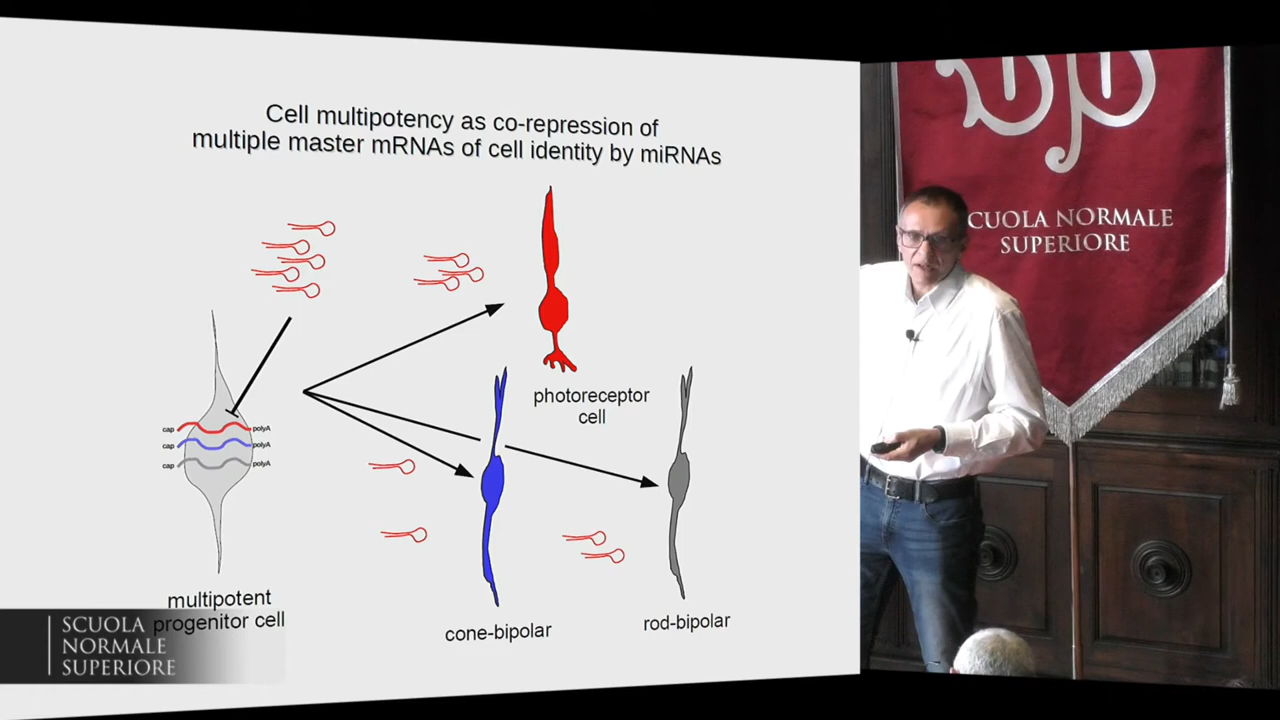 Cell multipotency as co-repression of
multiple master mRNAs of cell identity by miRNAs
cap
polyA
cap
polyA
cap
polyA
photoreceptor
cell
multipotent
progenitor cell
cone-bipolar
rod-bipolar
SCUOLA
NORMALE
SUPERIORE
CUOLA NORMALE
SUPERIORE